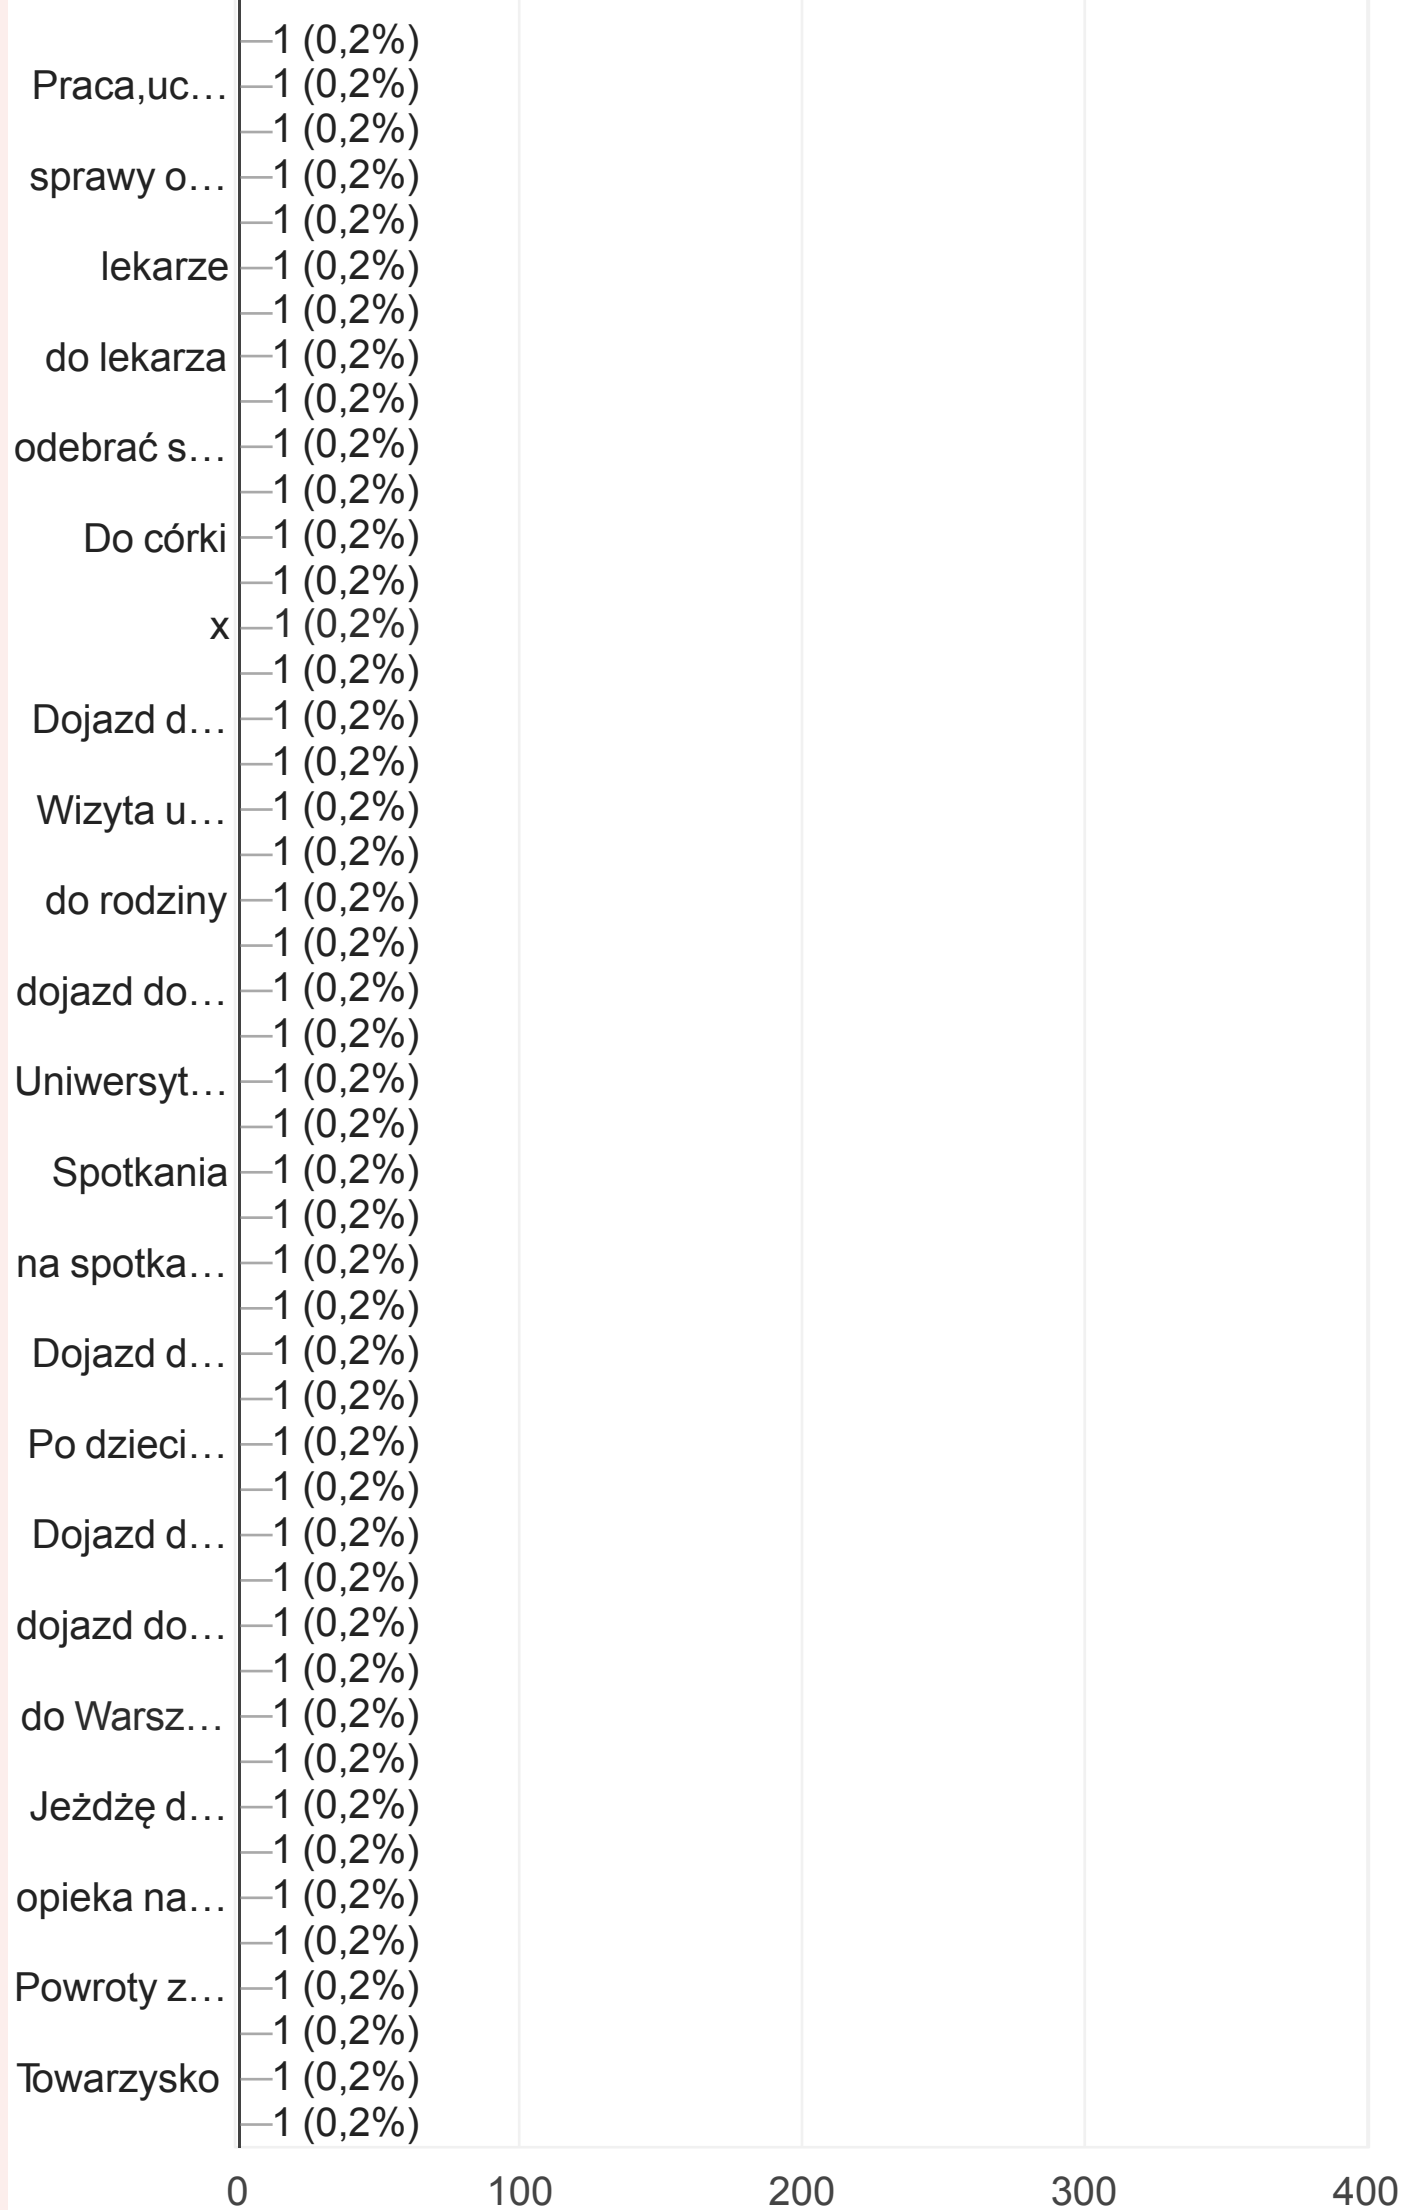 1 (0,2%)
Praca,uc… 1 (0,2%)
1 (0,2%)
sprawy o… 1 (0,2%)
1 (0,2%)
lekarze 1 (0,2%)
1 (0,2%)
do lekarza 1 (0,2%)
1 (0,2%)
odebrać s… 1 (0,2%)
1 (0,2%)
Do córki 1 (0,2%)
1 (0,2%)
x 1 (0,2%)
1 (0,2%)
Dojazd d… 1 (0,2%)
1 (0,2%)
Wizyta u… 1 (0,2%)
1 (0,2%)
do rodziny 1 (0,2%)
1 (0,2%)
dojazd do… 1 (0,2%)
1 (0,2%)
Uniwersyt… 1 (0,2%)
1 (0,2%)
Spotkania 1 (0,2%)
1 (0,2%)
na spotka… 1 (0,2%)
1 (0,2%)
Dojazd d… 1 (0,2%)
1 (0,2%)
Po dzieci… 1 (0,2%)
1 (0,2%)
Dojazd d… 1 (0,2%)
1 (0,2%)
dojazd do… 1 (0,2%)
1 (0,2%)
do Warsz… 1 (0,2%)
1 (0,2%)
Jeżdżę d… 1 (0,2%)
1 (0,2%)
opieka na… 1 (0,2%)
1 (0,2%)
Powroty z… 1 (0,2%)
1 (0,2%)
Towarzysko 1 (0,2%)
1 (0,2%)
0 100 200 300 400